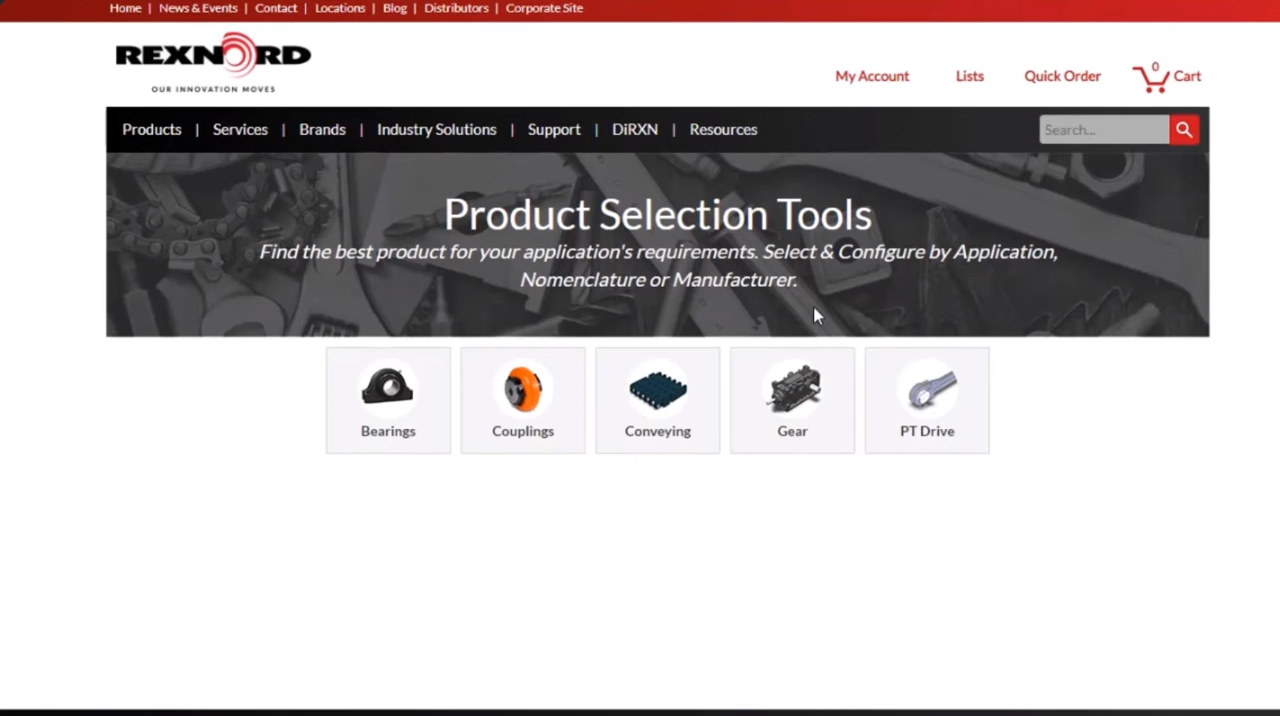 Home | News & Events | Contact | Locations | Blog | Distributors | Corporate Site
REXNORD
OUR INNOVATION MOVES
My Account Lists Quick Order 0 Cart
Products | Services | Brands | Industry Solutions | Support | DiRXN | Resources Search...
Product Selection Tools
Find the best product for your application's requirements. Select & Configure by Application,
Nomenclature or Manufacturer.
Bearings Couplings Conveying Gear PT Drive